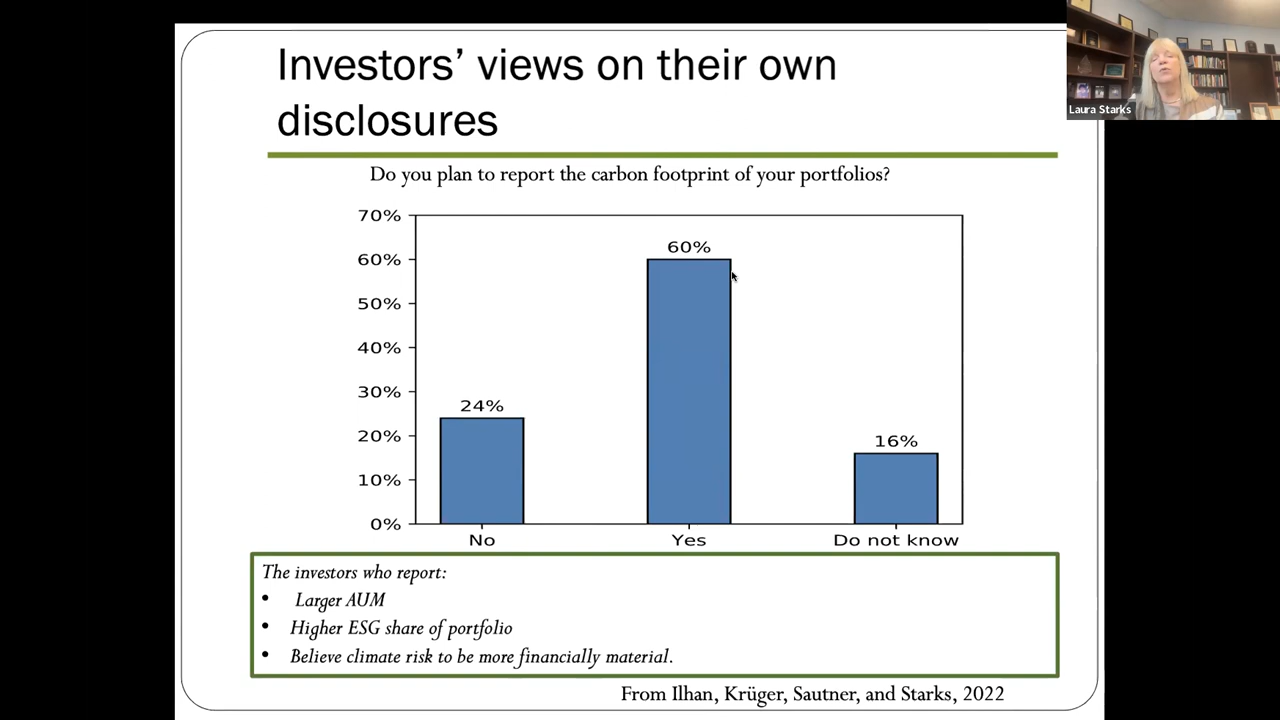 Investors' views on their own
disclosures
Laura Starks
Do you plan to report the carbon footprint of your portfolios?
70%
60%
50%
40%
30%
20%
10%
0%
24%
60%
16%
No
Yes
Do not know
The investors who report:
• Larger AUM
• Higher ESG share of portfolio
• Believe climate risk to be more financially material.
From Ilhan, Krüger, Sautner, and Starks, 2022